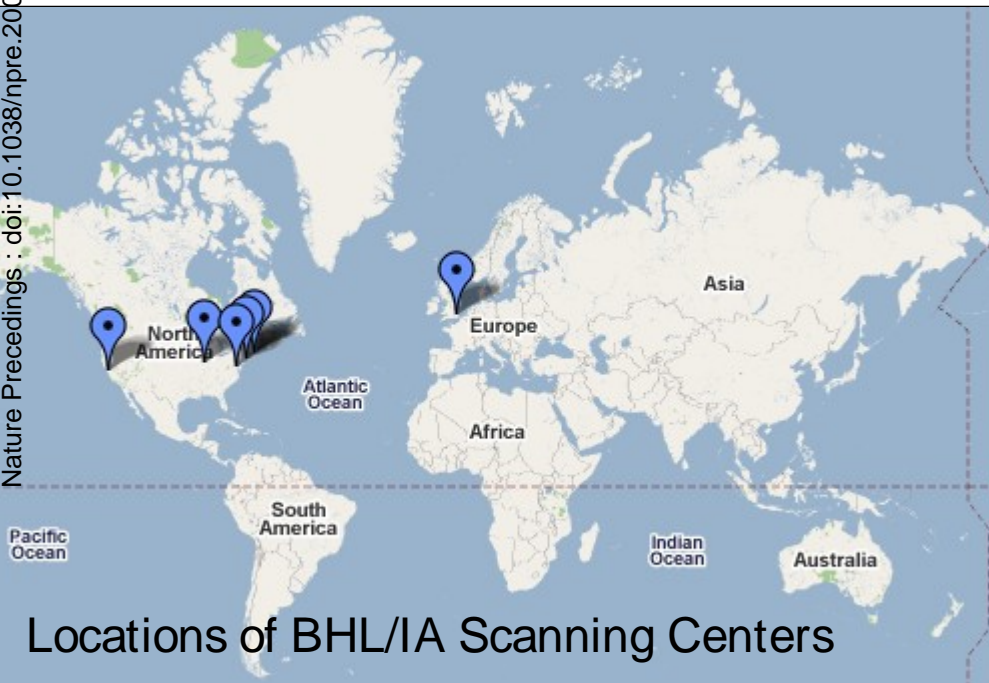 Nature Precedings : doi:10.1038/npre.200
North
America
Atlantic
Ocean
Europe
Asia
Africa
South
America
Pacific
Ocean
Indian
Ocean
Australia
Locations of BHL/IA Scanning Centers